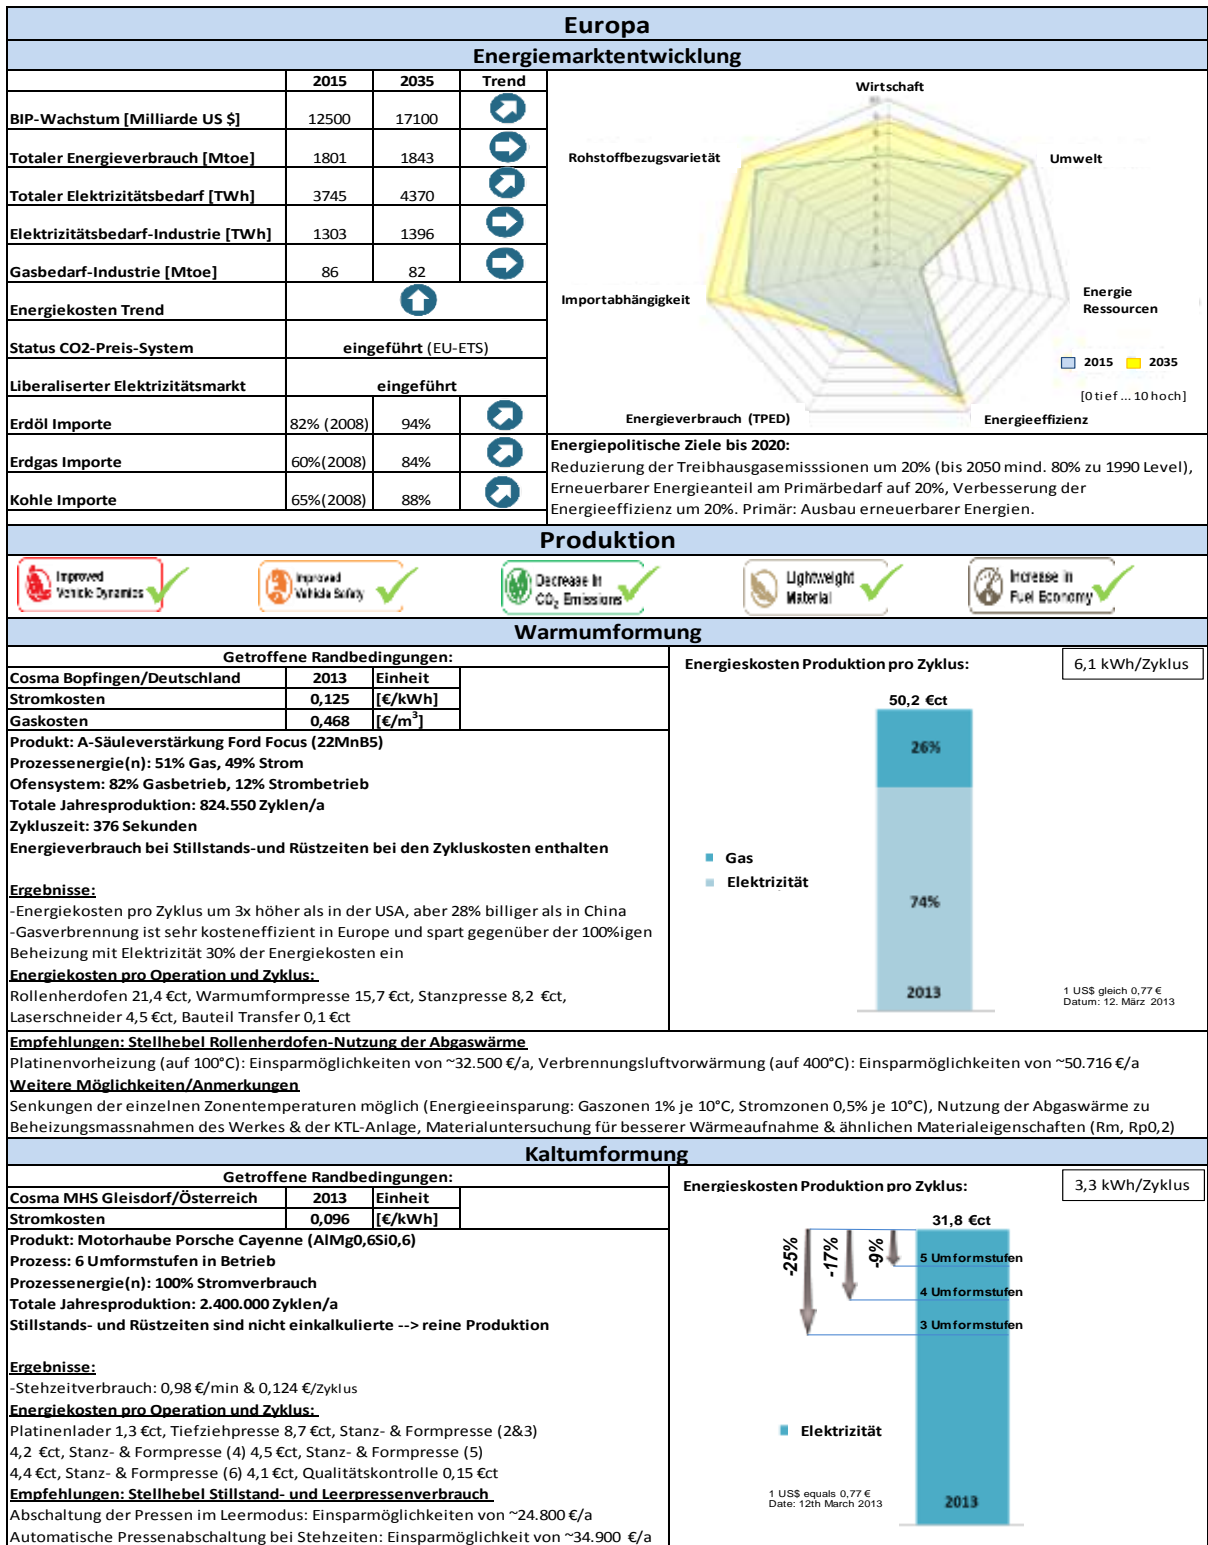 Europa
Energiemarktentwicklung
2015 2035 Trend
BIP-Wachstum [Milliarde US $] 12500 17100
Totaler Energieverbrauch [Mtoe] 1801 1843
Totaler Elektrizitätsbedarf [TWh] 3745 4370
Elektrizitätsbedarf-Industrie [TWh] 1303 1396
Gasbedarf-Industrie [Mtoe] 86 82
Energiekosten Trend
Status CO2-Preis-System eingeführt (EU-ETS)
Liberaliserter Elektrizitätsmarkt eingeführt
Erdöl Importe 82% (2008) 94%
Erdgas Importe 60%(2008) 84%
Kohle Importe 65%(2008) 88%
Wirtschaft
Rohstoffbezugsvarietät
Umwelt
Importabhängigkeit
Energie
Ressourcen
2015 2035
[0 tief ... 10 hoch]
Energieverbrauch (TPED)
Energieeffizienz
Energiepolitische Ziele bis 2020:
Reduzierung der Treibhausgasemisssionen um 20% (bis 2050 mind. 80% zu 1990 Level),
Erneuerbarer Energieanteil am Primärbedarf auf 20%, Verbesserung der
Energieeffizienz um 20%. Primär: Ausbau erneuerbarer Energien.
Produktion
Improved
Vehicle Dynamics
Improved
Vehicle Safety
Decrease in
CO₂ Emissions
Lightweight
Material
Increase in
Fuel Economy
Warmumformung
Getroffene Randbedingungen:
Cosma Bopfingen/Deutschland 2013 Einheit
Stromkosten 0,125 [€/kWh]
Gaskosten 0,468 [€/m³]
Produkt: A-Säuleverstärkung Ford Focus (22MnB5)
Prozessenergie(n): 51% Gas, 49% Strom
Ofensystem: 82% Gasbetrieb, 12% Strombetrieb
Totale Jahresproduktion: 824.550 Zyklen/a
Zykluszeit: 376 Sekunden
Energieverbrauch bei Stillstands-und Rüstzeiten bei den Zykluskosten enthalten
Ergebnisse:
-Energiekosten pro Zyklus um 3x höher als in der USA, aber 28% billiger als in China
-Gasverbrennung ist sehr kosteneffizient in Europe und spart gegenüber der 100%igen
Beheizung mit Elektrizität 30% der Energiekosten ein
Energiekosten pro Operation und Zyklus:
Rollenherdofen 21,4 €ct, Warmumformpresse 15,7 €ct, Stanzpresse 8,2 €ct,
Laserschneider 4,5 €ct, Bauteil Transfer 0,1 €ct
Energieskosten Produktion pro Zyklus:
6,1 kWh/Zyklus
50,2 €ct
26%
Gas
Elektrizität
74%
2013
1 US$ gleich 0,77 €
Datum: 12. März 2013
Empfehlungen: Stellhebel Rollenherdofen-Nutzung der Abgaswärme
Platinenvorheizung (auf 100°C): Einsparmöglichkeiten von ~32.500 €/a, Verbrennungsluftvorwärmung (auf 400°C): Einsparmöglichkeiten von ~50.716 €/a
Weitere Möglichkeiten/Anmerkungen
Senkungen der einzelnen Zonentemperaturen möglich (Energieeinsparung: Gaszonen 1% je 10°C, Stromzonen 0,5% je 10°C), Nutzung der Abgaswärme zu
Beheizungsmassnahmen des Werkes & der KTL-Anlage, Materialuntersuchung für besserer Wärmeaufnahme & ähnlichen Materialeigenschaften (Rm, Rp0,2)
Kaltumformung
Getroffene Randbedingungen:
Cosma MHS Gleisdorf/Österreich 2013 Einheit
Stromkosten 0,096 [€/kWh]
Produkt: Motorhaube Porsche Cayenne (AlMg0,6Si0,6)
Prozess: 6 Umformstufen in Betrieb
Prozessenergie(n): 100% Stromverbrauch
Totale Jahresproduktion: 2.400.000 Zyklen/a
Stillstands- und Rüstzeiten sind nicht einkalkulierte --> reine Produktion
Ergebnisse:
-Stehzeitverbrauch: 0,98 €/min & 0,124 €/Zyklus
Energiekosten pro Operation und Zyklus:
Platinenlader 1,3 €ct, Tiefziehpresse 8,7 €ct, Stanz- & Formpresse (2&3)
4,2 €ct, Stanz- & Formpresse (4) 4,5 €ct, Stanz- & Formpresse (5)
4,4 €ct, Stanz- & Formpresse (6) 4,1 €ct, Qualitätskontrolle 0,15 €ct
Empfehlungen: Stellhebel Stillstand- und Leerpressenverbrauch
Abschaltung der Pressen im Leermodus: Einsparmöglichkeiten von ~24.800 €/a
Automatische Pressenabschaltung bei Stehzeiten: Einsparmöglichkeit von ~34.900 €/a
Energieskosten Produktion pro Zyklus:
3,3 kWh/Zyklus
31,8 €ct
-25%
-17%
-9%
5 Umformstufen
4 Umformstufen
3 Umformstufen
Elektrizität
1 US$ equals 0,77 €
Date: 12th March 2013
2013